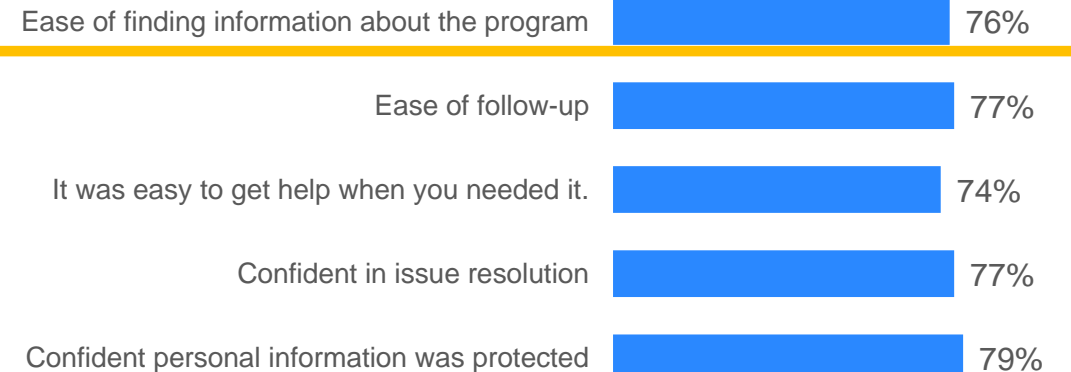 Ease of finding information about the program 76%
Ease of follow-up 77%
It was easy to get help when you needed it. 74%
Confident in issue resolution 77%
Confident personal information was protected 79%